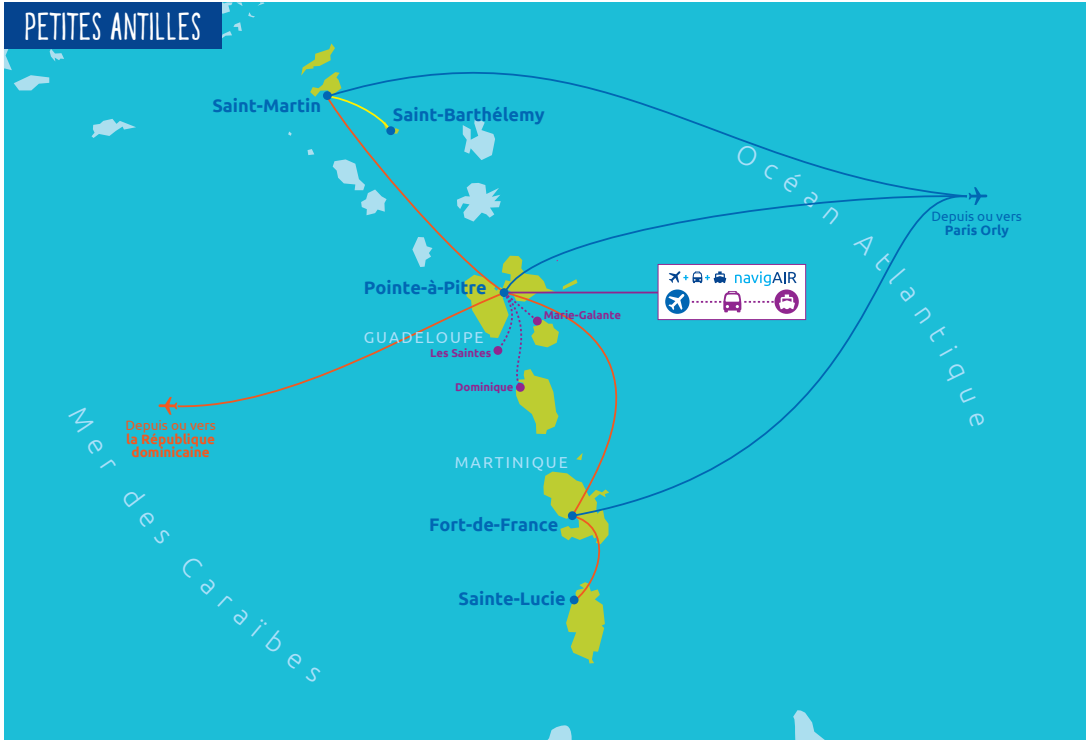 PETITES ANTILLES
Saint-Martin
Saint-Barthélemy
Océan Atlantique
Depuis ou vers
Paris Orly
Pointe-à-Pitre
+ + navigAIR
Marie-Galante
GUADELOUPE
Les Saintes
Dominique
Depuis ou vers
la République
dominicaine
Mer des Caraïbes
MARTINIQUE
Fort-de-France
Sainte-Lucie